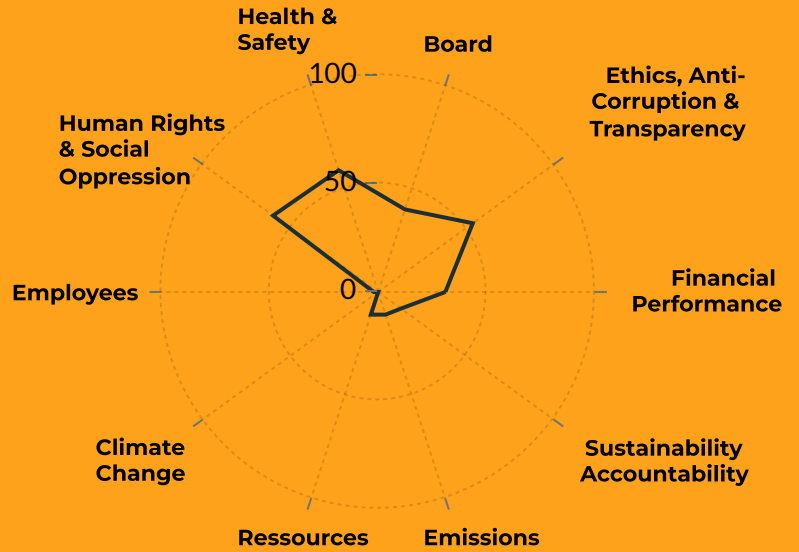 Health &
Safety
Board
100
Ethics, Anti-
Corruption &
Transparency
Human Rights
& Social
Oppression
50
Employees
0
Financial
Performance
Climate
Change
Sustainability
Accountability
Ressources
Emissions